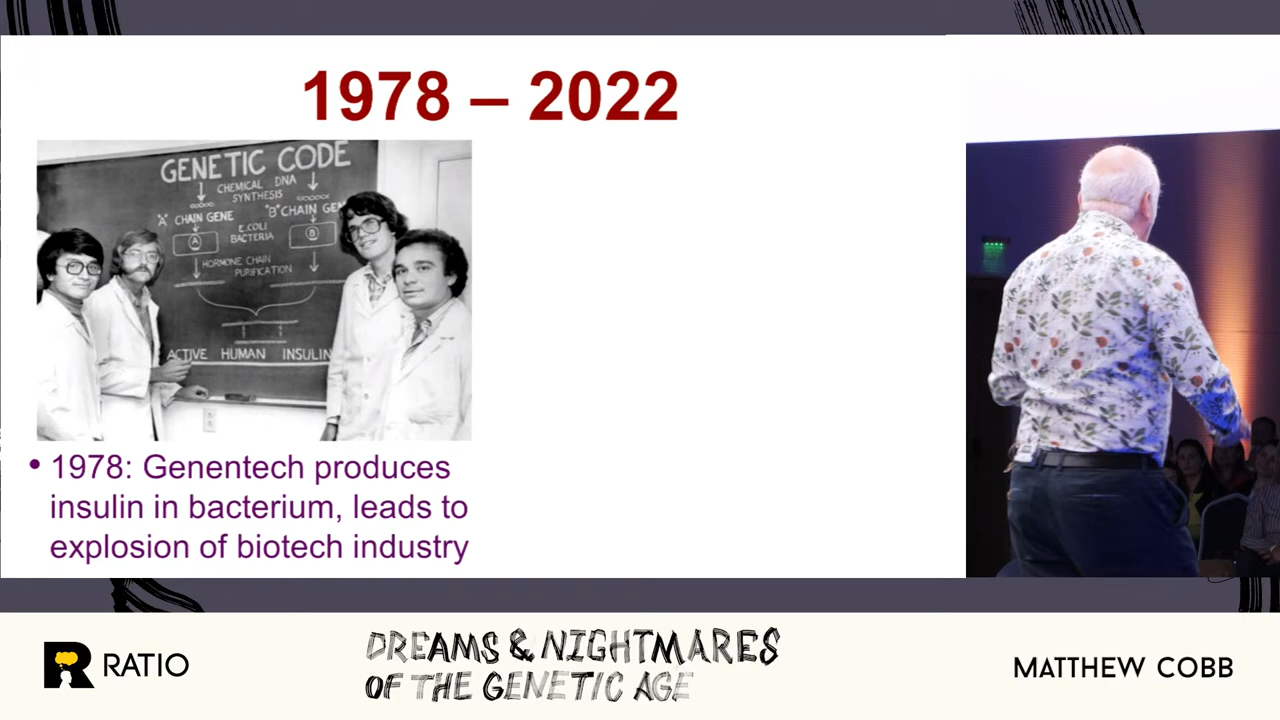 1978 – 2022
GENETIC CODE
CHEMICAL DNA
SYNTHESIS
"A" CHAIN GENE
"B" CHAIN GEN
E.COLI
BACTERIA
A
B
HORMONE CHAIN
PURIFICATION
ACTIVE HUMAN INSULIN
• 1978: Genentech produces
insulin in bacterium, leads to
explosion of biotech industry
RATIO
DREAMS & NIGHTMARES
OF THE GENETIC AGE
MATTHEW COBB